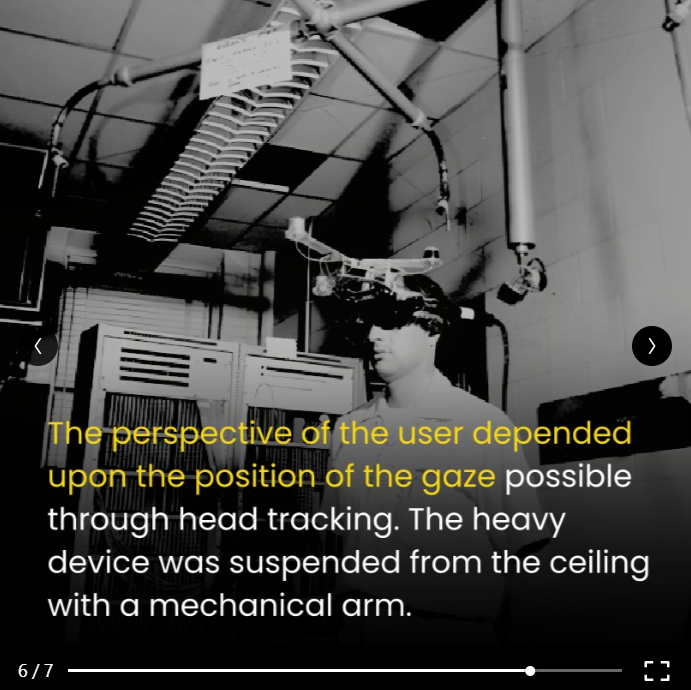 The perspective of the user depended
upon the position of the gaze possible
through head tracking. The heavy
device was suspended from the ceiling
with a mechanical arm.
6 / 7